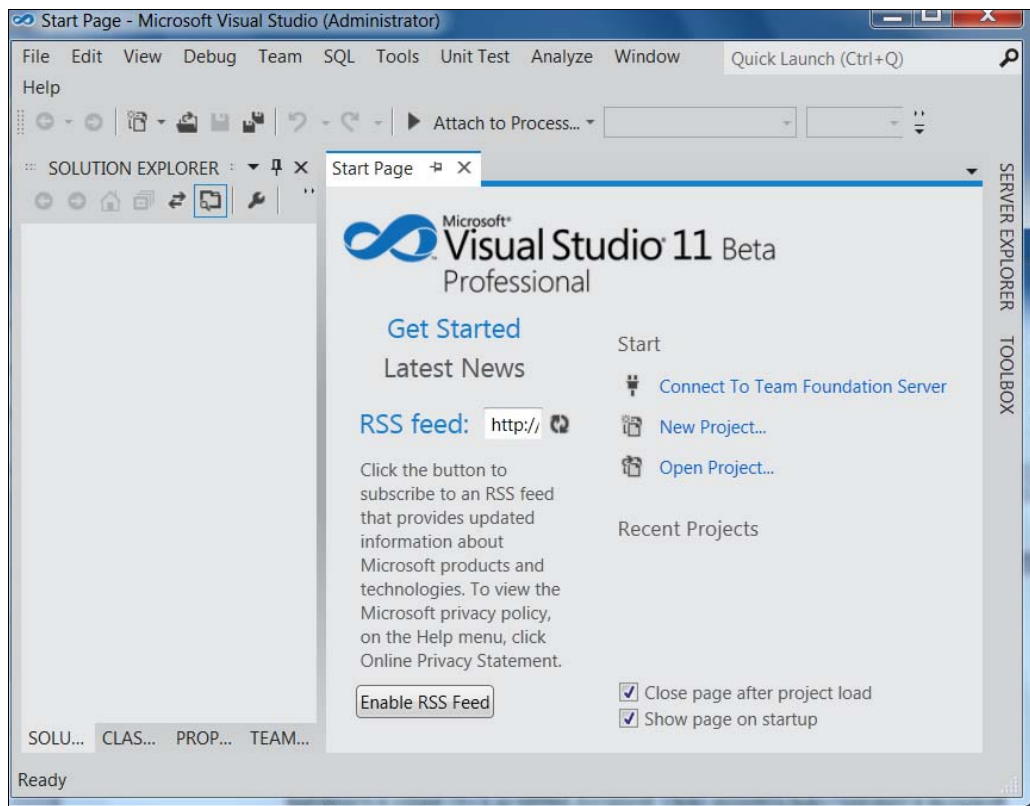 Start Page - Microsoft Visual Studio (Administrator)
File Edit View Debug Team SQL Tools Unit Test Analyze Window Quick Launch (Ctrl+Q)
Help
Attach to Process...
SOLUTION EXPLORER
Start Page
Microsoft®
Visual Studio® 11 Beta
Professional
Get Started
Latest News
RSS feed: http:/
Click the button to
subscribe to an RSS feed
that provides updated
information about
Microsoft products and
technologies. To view the
Microsoft privacy policy,
on the Help menu, click
Online Privacy Statement.
Enable RSS Feed
Start
Connect To Team Foundation Server
New Project...
Open Project...
Recent Projects
Close page after project load
Show page on startup
SERVER EXPLORER
TOOLBOX
SOLU... CLAS... PROP... TEAM...
Ready